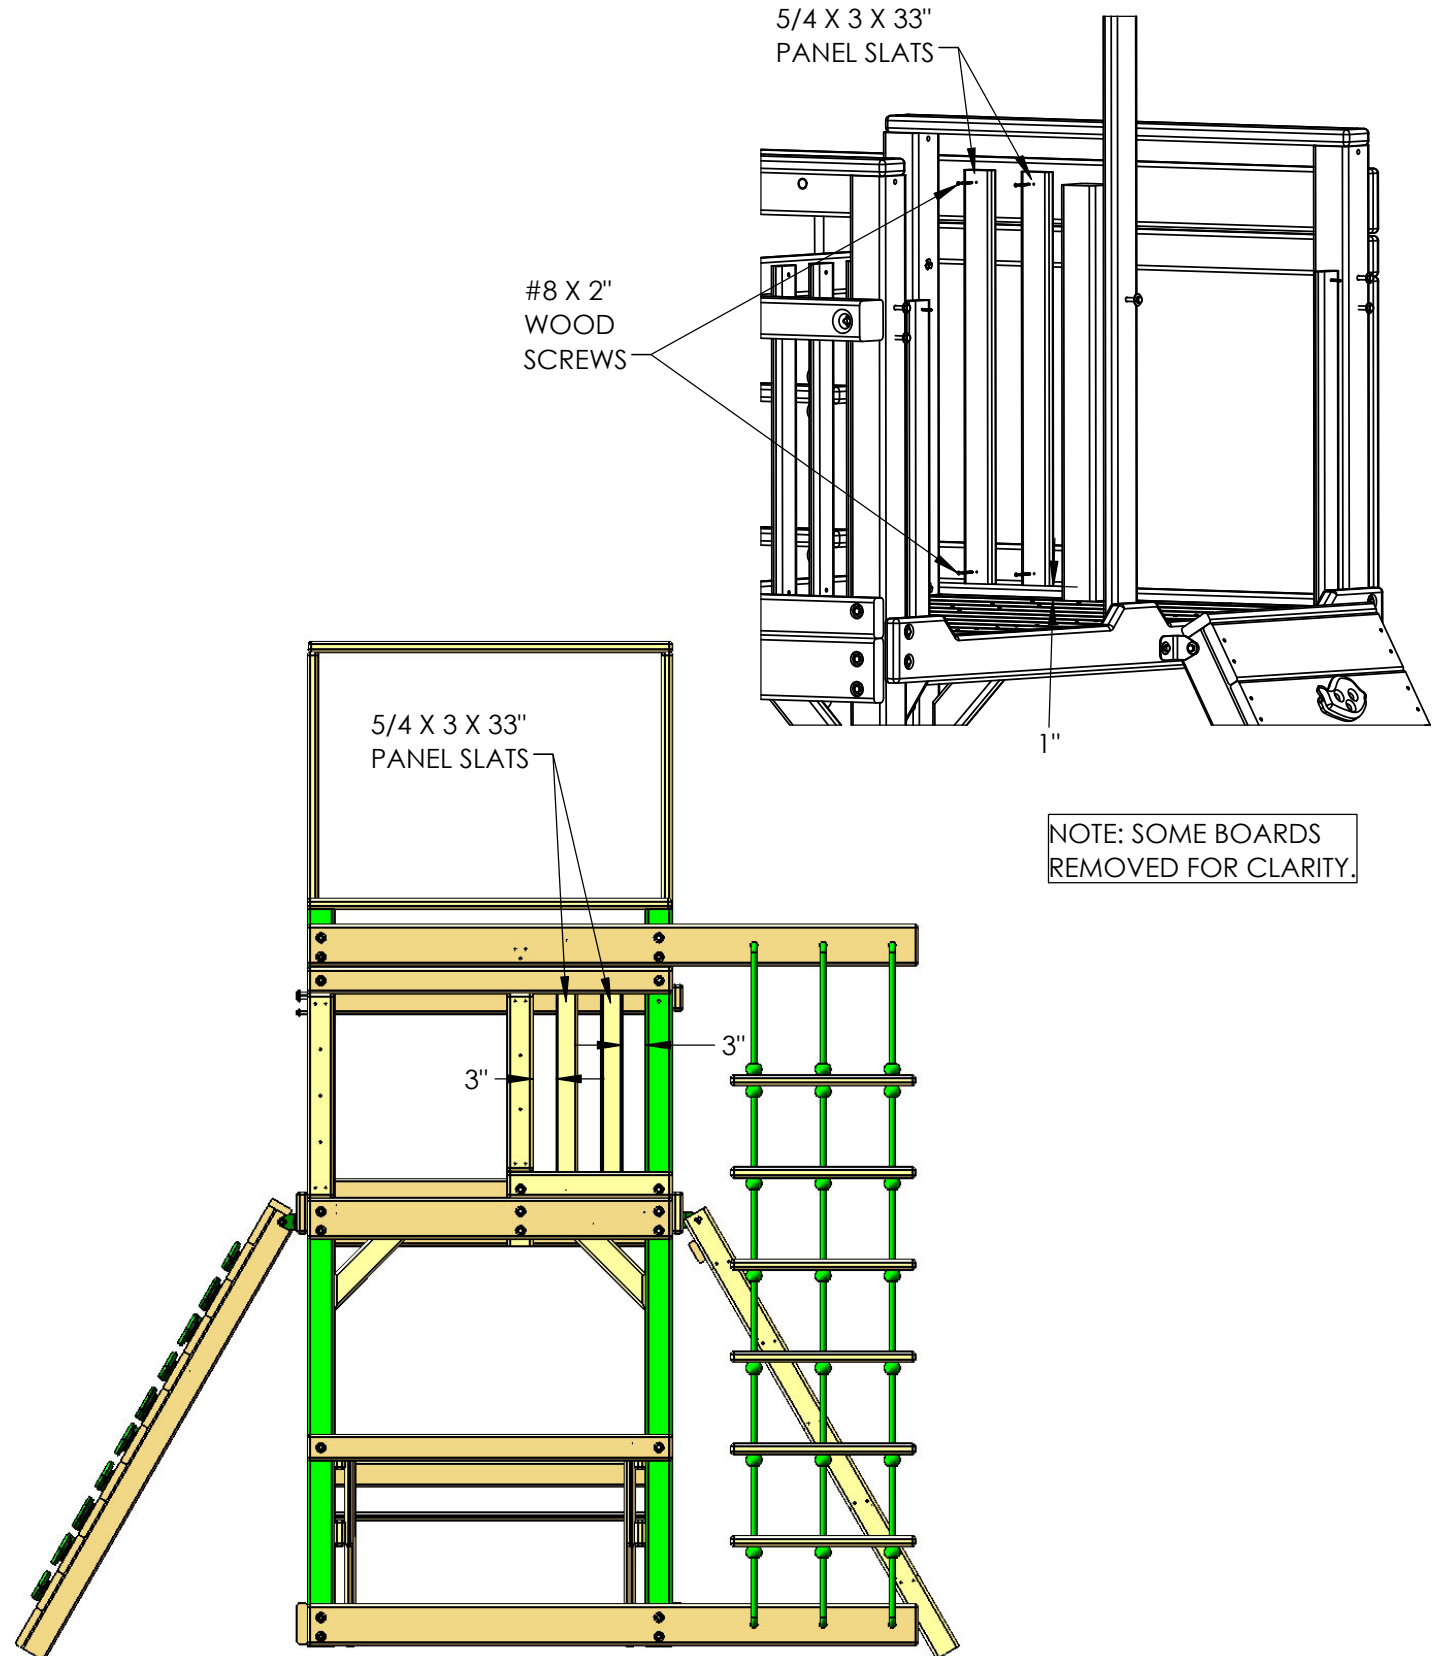 5/4 X 3 X 33"
PANEL SLATS
#8 X 2"
WOOD
SCREWS
1"
5/4 X 3 X 33"
PANEL SLATS
NOTE: SOME BOARDS
REMOVED FOR CLARITY.
3"
3"